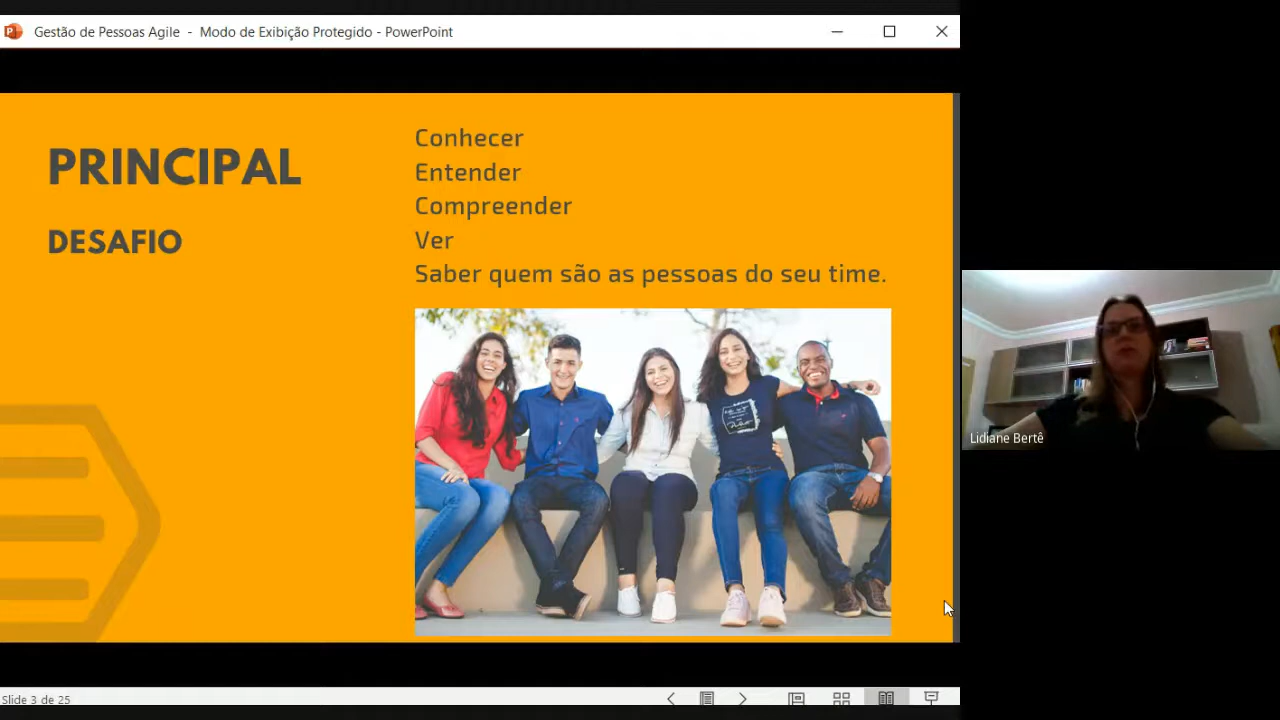 Gestão de Pessoas Agile - Modo de Exibição Protegido - PowerPoint
PRINCIPAL
DESAFIO
Conhecer
Entender
Compreender
Ver
Saber quem são as pessoas do seu time.
Lidiane Bertê
Slide 3 de 25